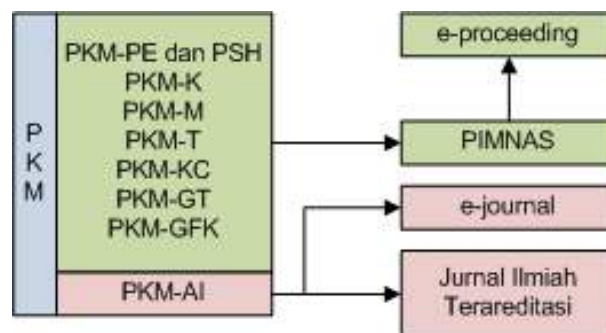 P
K
M
PKM-PE dan PSH
PKM-K
PKM-M
PKM-T
PKM-KC
PKM-GT
PKM-GFK
PKM-AI
e-proceeding
PIMNAS
e-journal
Jurnal Ilmiah
Terareditasi